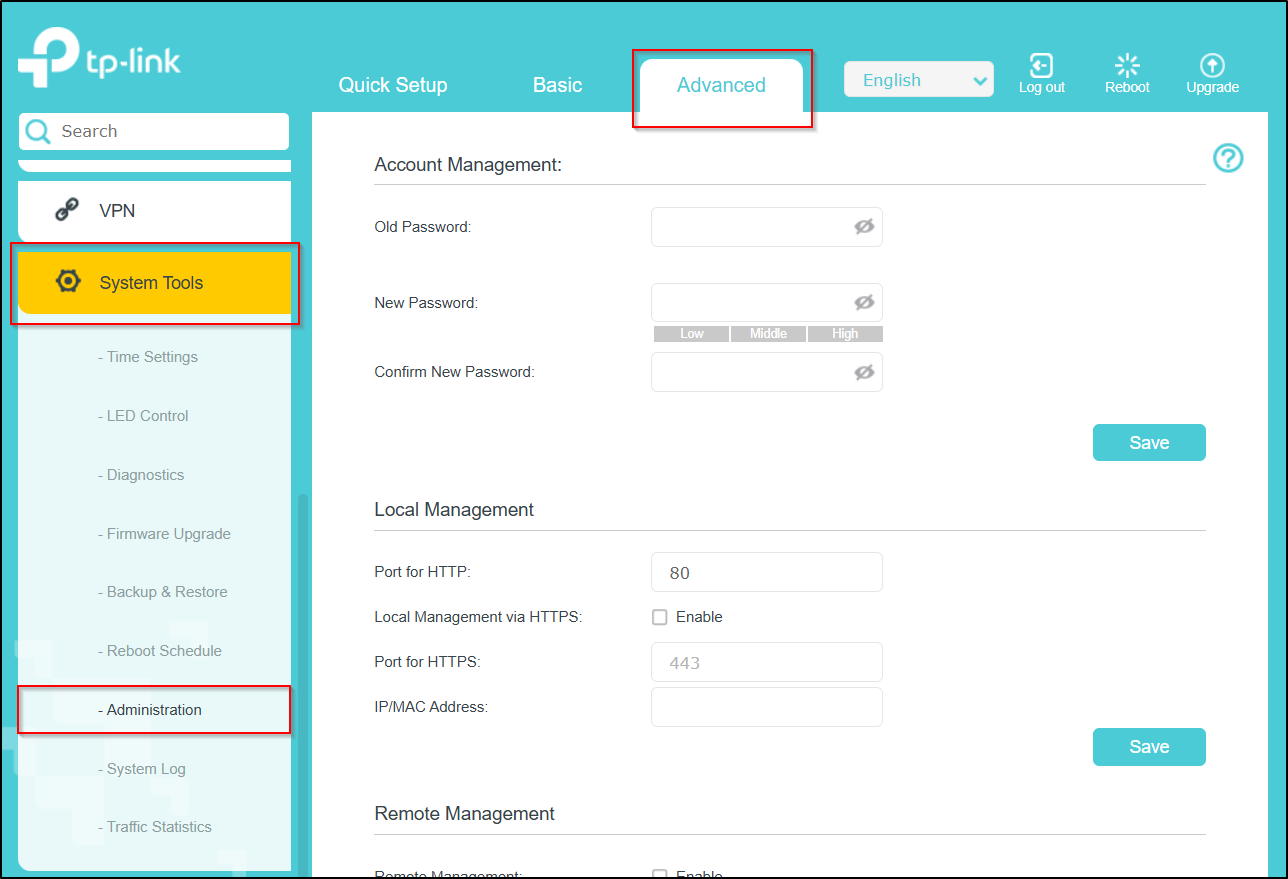 tp-link
Quick Setup
Basic
Advanced
English
Log out
Reboot
Upgrade
Search
VPN
System Tools
- Time Settings
- LED Control
- Diagnostics
- Firmware Upgrade
- Backup & Restore
- Reboot Schedule
- Administration
- System Log
- Traffic Statistics
Account Management:
Old Password:
New Password:
Low Middle High
Confirm New Password:
Save
Local Management
Port for HTTP: 80
Local Management via HTTPS: Enable
Port for HTTPS: 443
IP/MAC Address:
Save
Remote Management
Remote Management: Enable